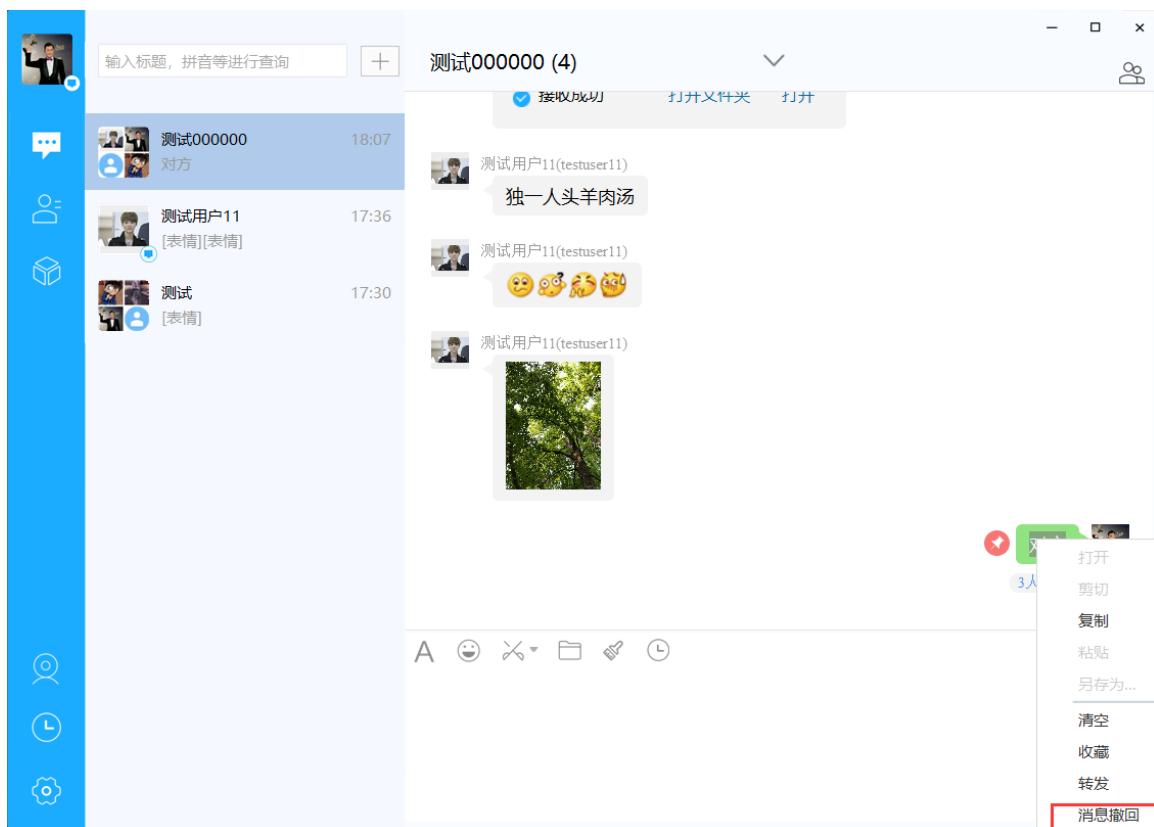 输入标题，拼音等进行查询
测试000000 18:07
对方
测试用户11 17:36
[表情][表情]
测试 17:30
[表情]
测试000000 (4)
接收成功 打开文件夹 打开
测试用户11(testuser11)
独一人头羊肉汤
测试用户11(testuser11)
测试用户11(testuser11)
3人
打开
剪切
复制
粘贴
另存为...
清空
收藏
转发
消息撤回